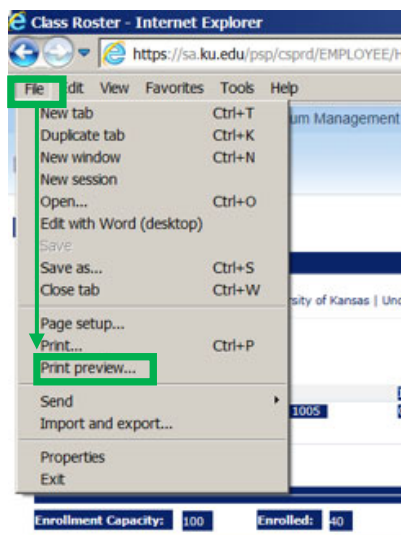 Class Roster - Internet Explorer
https://sa.ku.edu/psp/csprd/EMPLOYEE/H
File Edit View Favorites Tools Help
New tab Ctrl+T
um Management
Duplicate tab Ctrl+K
New window Ctrl+N
New session
Open... Ctrl+O
Edit with Word (desktop)
Save
Save as... Ctrl+S
Close tab Ctrl+W
rsity of Kansas | Und
Page setup...
Print... Ctrl+P
Print preview...
Send
1005
Import and export...
Properties
Exit
Enrollment Capacity: 100 Enrolled: 40